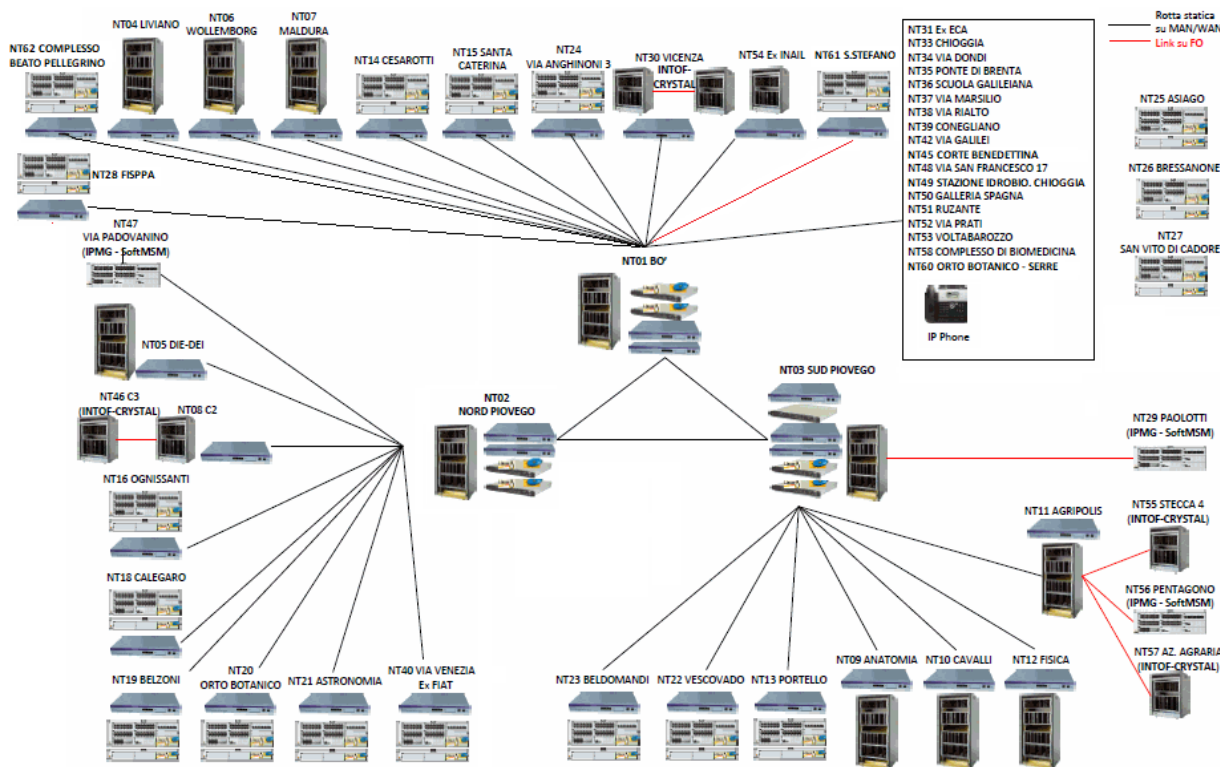 NT62 COMPLESSO
BEATO PELLEGRINO
NT04 LIVIANO
NT06
WOLLEMBORG
NT07
MALDURA
NT14 CESAROTTI
NT15 SANTA
CATERINA
NT24
VIA ANGHINONI 3
NT30 VICENZA
INTOF-
CRYSTAL
NT54 Ex INAIL
NT61 S.STEFANO
NT31 Ex ECA
NT33 CHIOGGIA
NT34 VIA DONDI
NT35 PONTE DI BRENTA
NT36 SCUOLA GALILEIANA
NT37 VIA MARSILIO
NT38 VIA RIALTO
NT39 CONEGLIANO
NT42 VIA GALILEI
NT45 CORTE BENEDETTINA
NT48 VIA SAN FRANCESCO 17
NT49 STAZIONE IDROBIO. CHIOGGIA
NT50 GALLERIA SPAGNA
NT51 RUZANTE
NT52 VIA PRATI
NT53 VOLTABAROZZO
NT58 COMPLESSO DI BIOMEDICINA
NT60 ORTO BOTANICO - SERRE
IP Phone
Rotta statica
su MAN/WAN
Link su FO
NT25 ASIAGO
NT26 BRESSANONE
NT27
SAN VITO DI CADORE
NT28 FISPPA
NT47
VIA PADOVANINO
(IPMG - SoftMSM)
NT01 BO'
NT05 DIE-DEI
NT46 C3
(INTOF-CRYSTAL)
NT08 C2
NT02
NORD PIOVEGO
NT03 SUD PIOVEGO
NT29 PAOLOTTI
(IPMG - SoftMSM)
NT16 OGNISSANTI
NT11 AGRIPOLIS
NT55 STECCA 4
(INTOF-CRYSTAL)
NT18 CALEGARO
NT56 PENTAGONO
(IPMG - SoftMSM)
NT57 AZ. AGRARIA
(INTOF-CRYSTAL)
NT19 BELZONI
NT20
ORTO BOTANICO
NT21 ASTRONOMIA
NT40 VIA VENEZIA
Ex FIAT
NT23 BELDOMANDI
NT22 VESCOVADO
NT13 PORTELLO
NT09 ANATOMIA
NT10 CAVALLI
NT12 FISICA